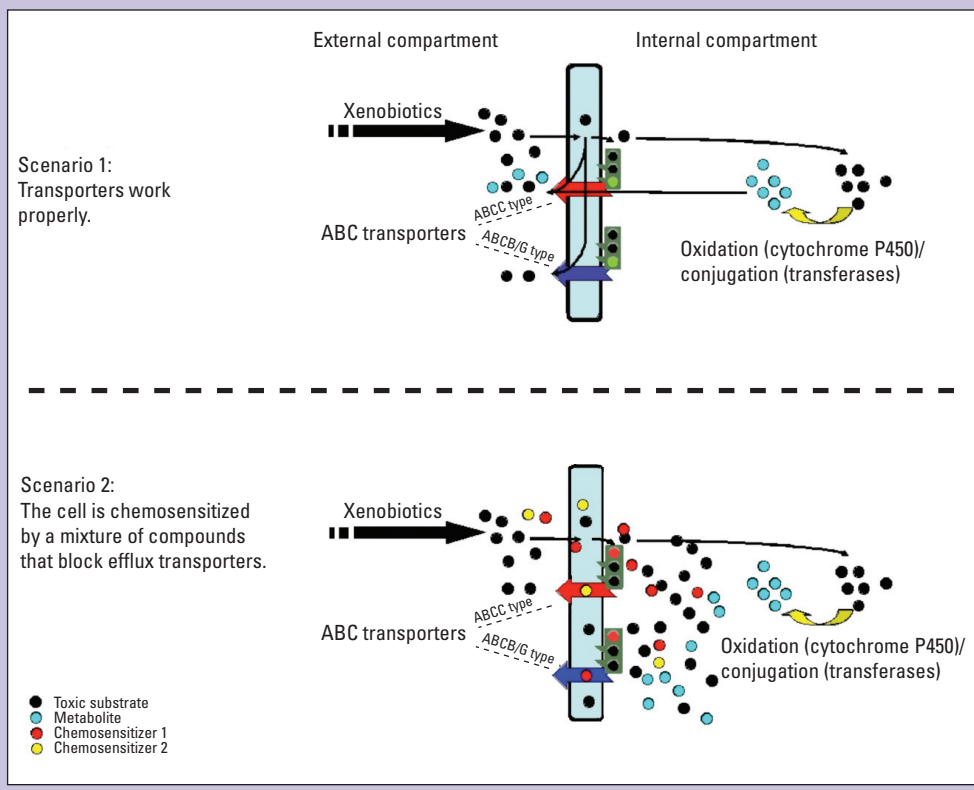 External compartment
Internal compartment
Xenobiotics
Scenario 1:
Transporters work
properly.
ABCC type
ABC transporters
ABCB/G type
Oxidation (cytochrome P450)/
conjugation (transferases)
Scenario 2:
The cell is chemosensitized
by a mixture of compounds
that block efflux transporters.
Xenobiotics
ABCC type
ABC transporters
ABCB/G type
Oxidation (cytochrome P450)/
conjugation (transferases)
Toxic substrate
Metabolite
Chemosensitizer 1
Chemosensitizer 2